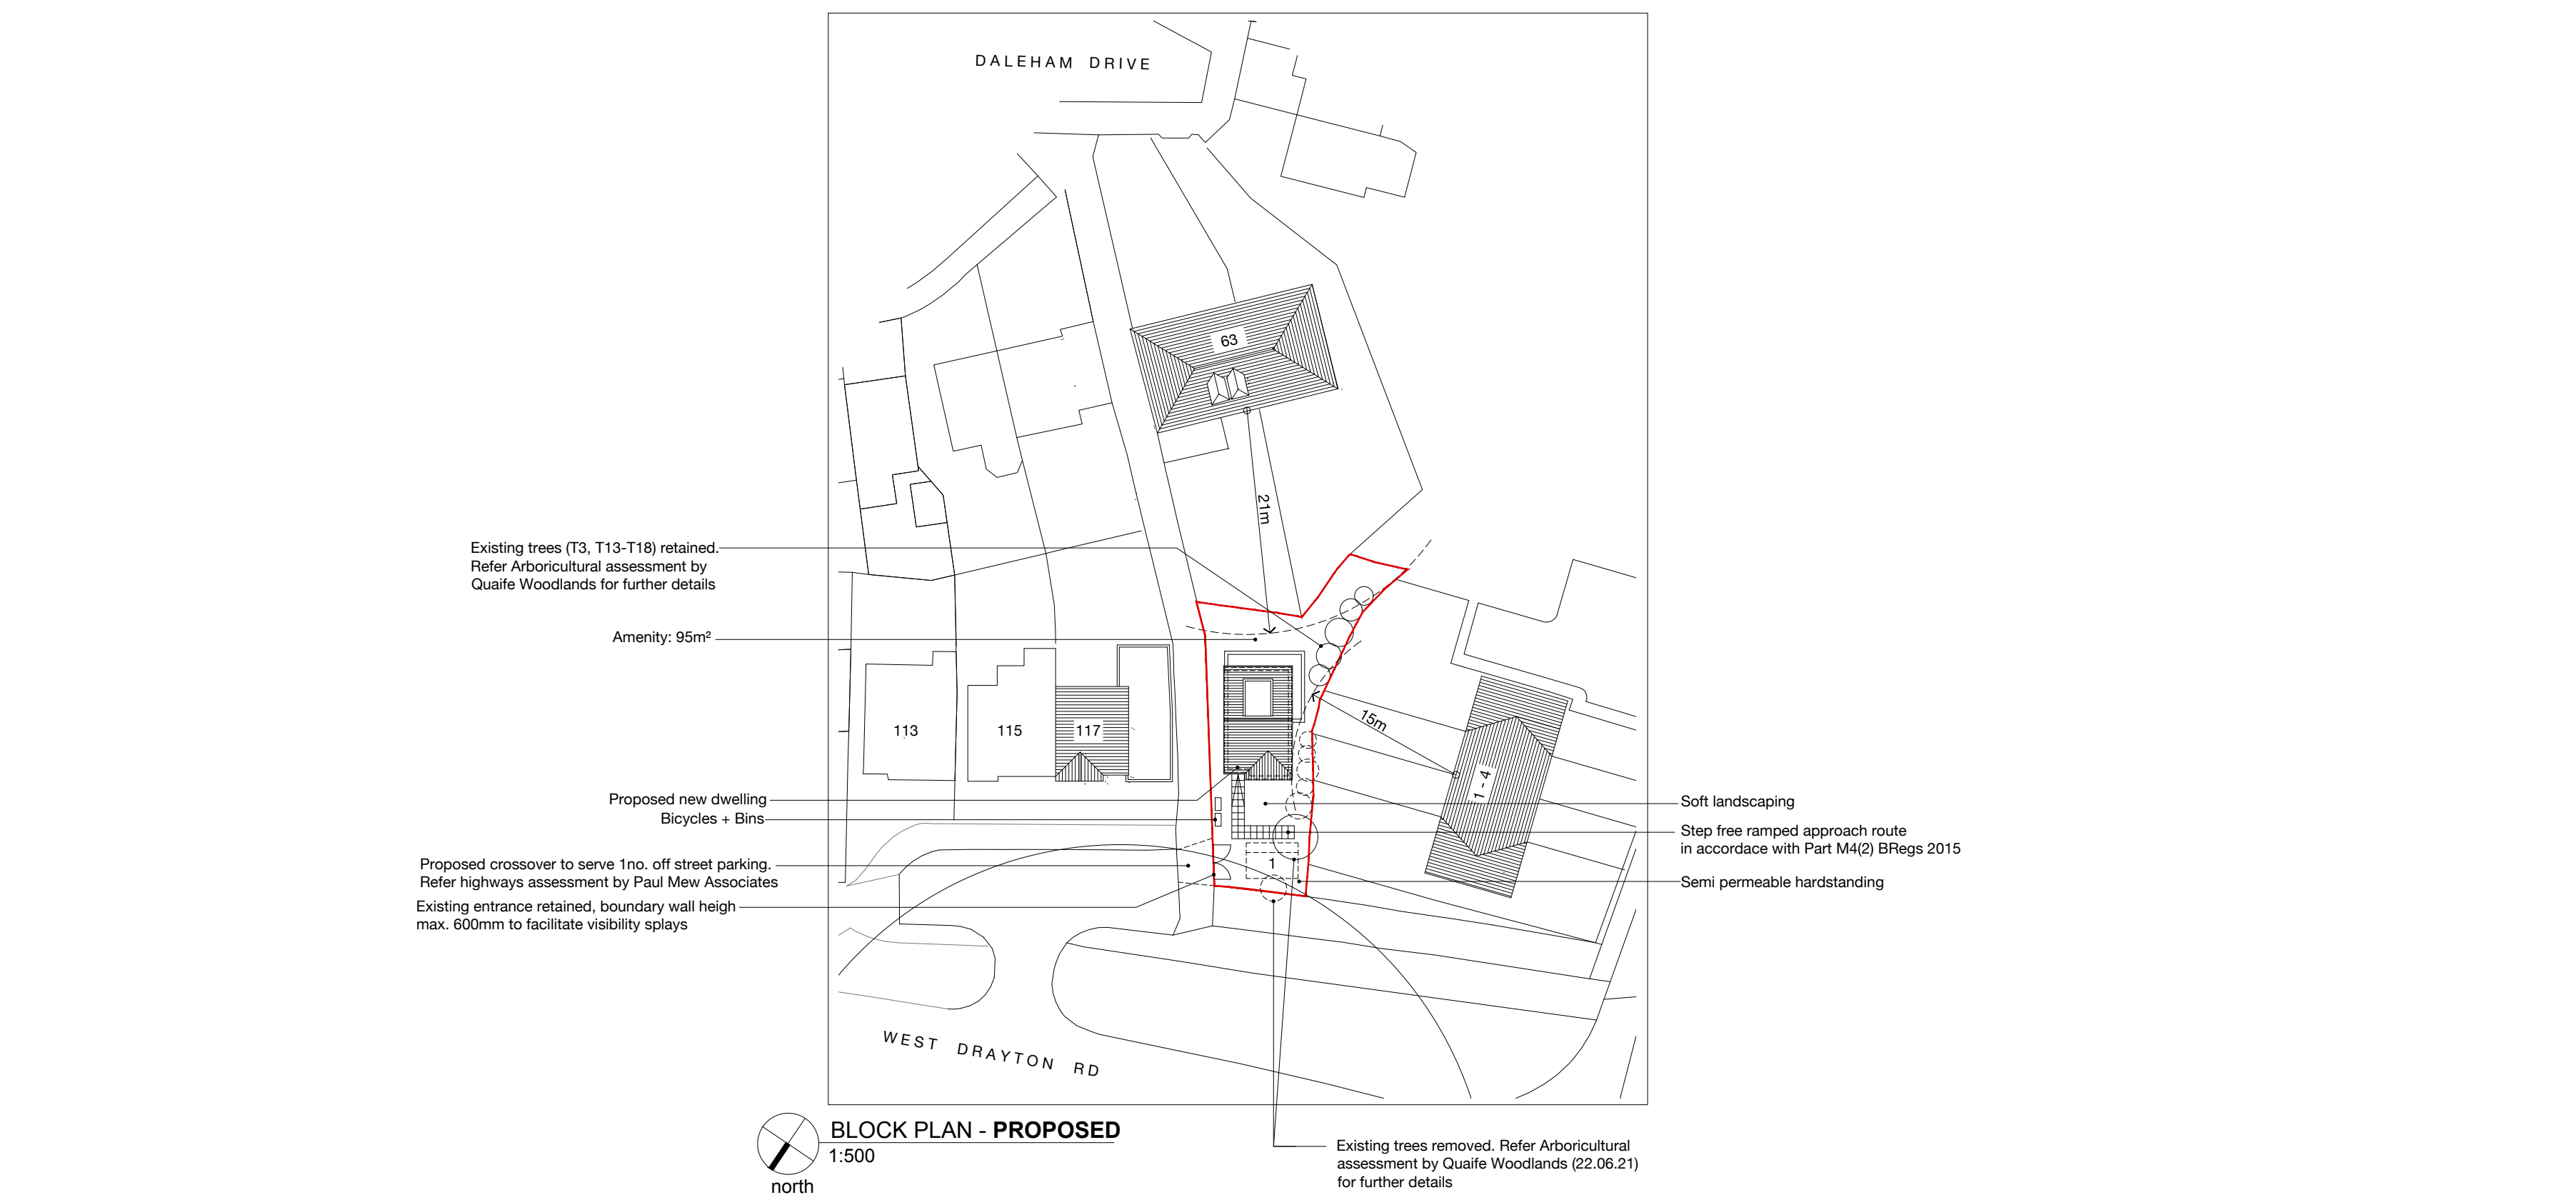 DALEHAM DRIVE
63
21m
Existing trees (T3, T13-T18) retained.
Refer Arboricultural assessment by
Quaife Woodlands for further details
Amenity: 95m²
15m
113
115
117
1 - 4
Proposed new dwelling
Bicycles + Bins
Soft landscaping
Step free ramped approach route
in accordace with Part M4(2) BRegs 2015
Proposed crossover to serve 1no. off street parking.
Refer highways assessment by Paul Mew Associates
1
Semi permeable hardstanding
Existing entrance retained, boundary wall heigh
max. 600mm to facilitate visibility splays
WEST DRAYTON RD
BLOCK PLAN - PROPOSED
1:500
north
Existing trees removed. Refer Arboricultural
assessment by Quaife Woodlands (22.06.21)
for further details